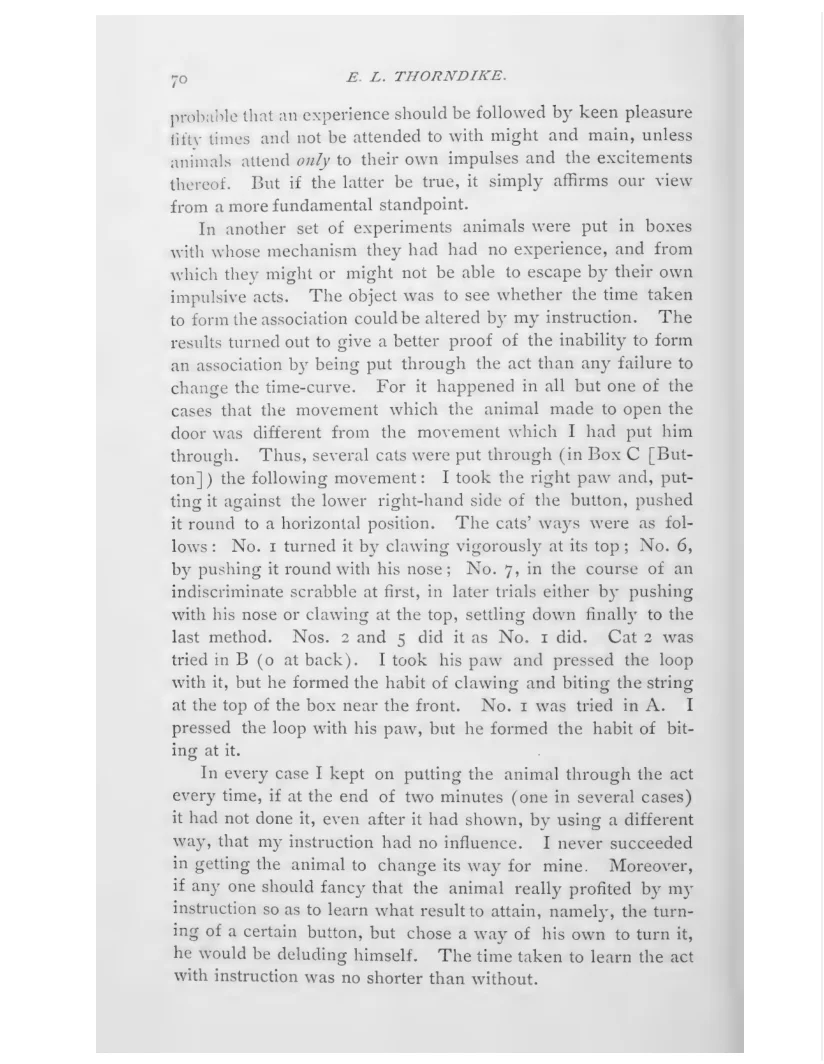 70 E. L. THORNDIKE.
probable that an experience should be followed by keen pleasure
fifty times and not be attended to with might and main, unless
animals attend only to their own impulses and the excitements
thereof. But if the latter be true, it simply affirms our view
from a more fundamental standpoint.
In another set of experiments animals were put in boxes
with whose mechanism they had had no experience, and from
which they might or might not be able to escape by their own
impulsive acts. The object was to see whether the time taken
to form the association could be altered by my instruction. The
results turned out to give a better proof of the inability to form
an association by being put through the act than any failure to
change the time-curve. For it happened in all but one of the
cases that the movement which the animal made to open the
door was different from the movement which I had put him
through. Thus, several cats were put through (in Box C [But-
ton]) the following movement: I took the right paw and, put-
ting it against the lower right-hand side of the button, pushed
it round to a horizontal position. The cats' ways were as fol-
lows: No. 1 turned it by clawing vigorously at its top; No. 6,
by pushing it round with his nose; No. 7, in the course of an
indiscriminate scrabble at first, in later trials either by pushing
with his nose or clawing at the top, settling down finally to the
last method. Nos. 2 and 5 did it as No. 1 did. Cat 2 was
tried in B (o at back). I took his paw and pressed the loop
with it, but he formed the habit of clawing and biting the string
at the top of the box near the front. No. 1 was tried in A. I
pressed the loop with his paw, but he formed the habit of bit-
ing at it.
In every case I kept on putting the animal through the act
every time, if at the end of two minutes (one in several cases)
it had not done it, even after it had shown, by using a different
way, that my instruction had no influence. I never succeeded
in getting the animal to change its way for mine. Moreover,
if any one should fancy that the animal really profited by my
instruction so as to learn what result to attain, namely, the turn-
ing of a certain button, but chose a way of his own to turn it,
he would be deluding himself. The time taken to learn the act
with instruction was no shorter than without.